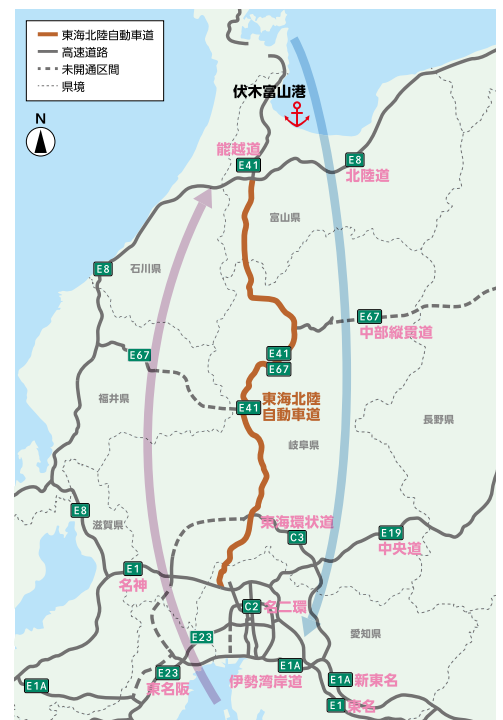 東海北陸自動車道
高速道路
未開通区間
県境
N
伏木富山港
能越道
E41
E8
北陸道
富山県
石川県
E8
E67
中部縦貫道
E67
E41
E67
福井県
E41
東海北陸
自動車道
岐阜県
長野県
E8
滋賀県
東海環状道
C3
E19
中央道
E1
名神
C2
名二環
E23
愛知県
E23
東名阪
E1A
伊勢湾岸道
E1A
E1A
新東名
E1
東名